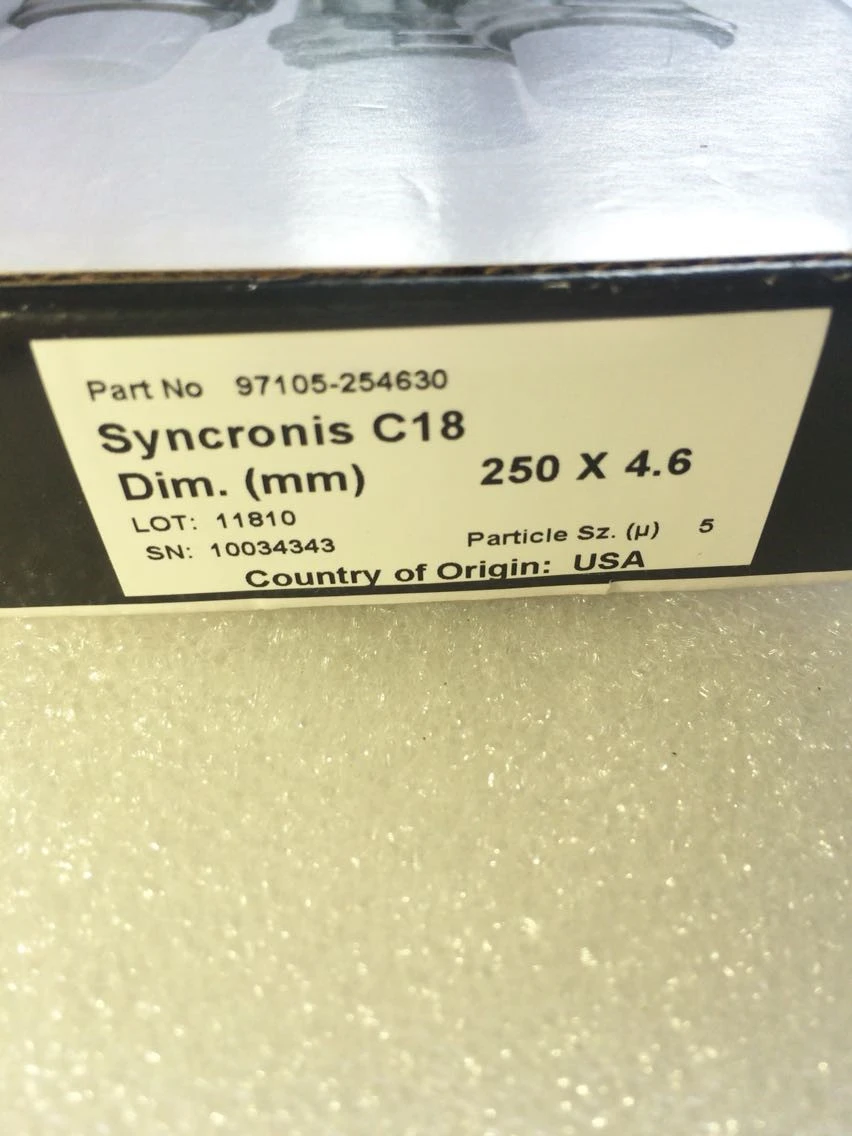 Part No 97105-254630
Syncronis C18
Dim. (mm) 250 X 4.6
LOT: 11810
SN: 10034343 Particle Sz. (µ) 5
Country of Origin: USA